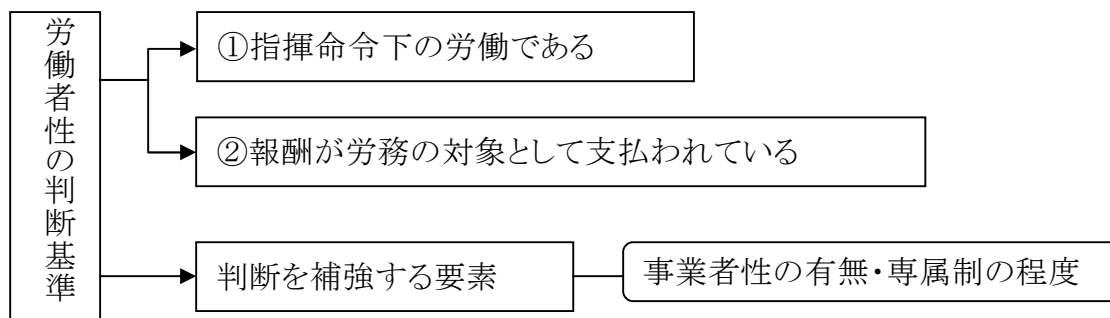 労働者性の判断基準
①指揮命令下の労働である
②報酬が労務の対象として支払われている
判断を補強する要素
事業者性の有無・専属制の程度